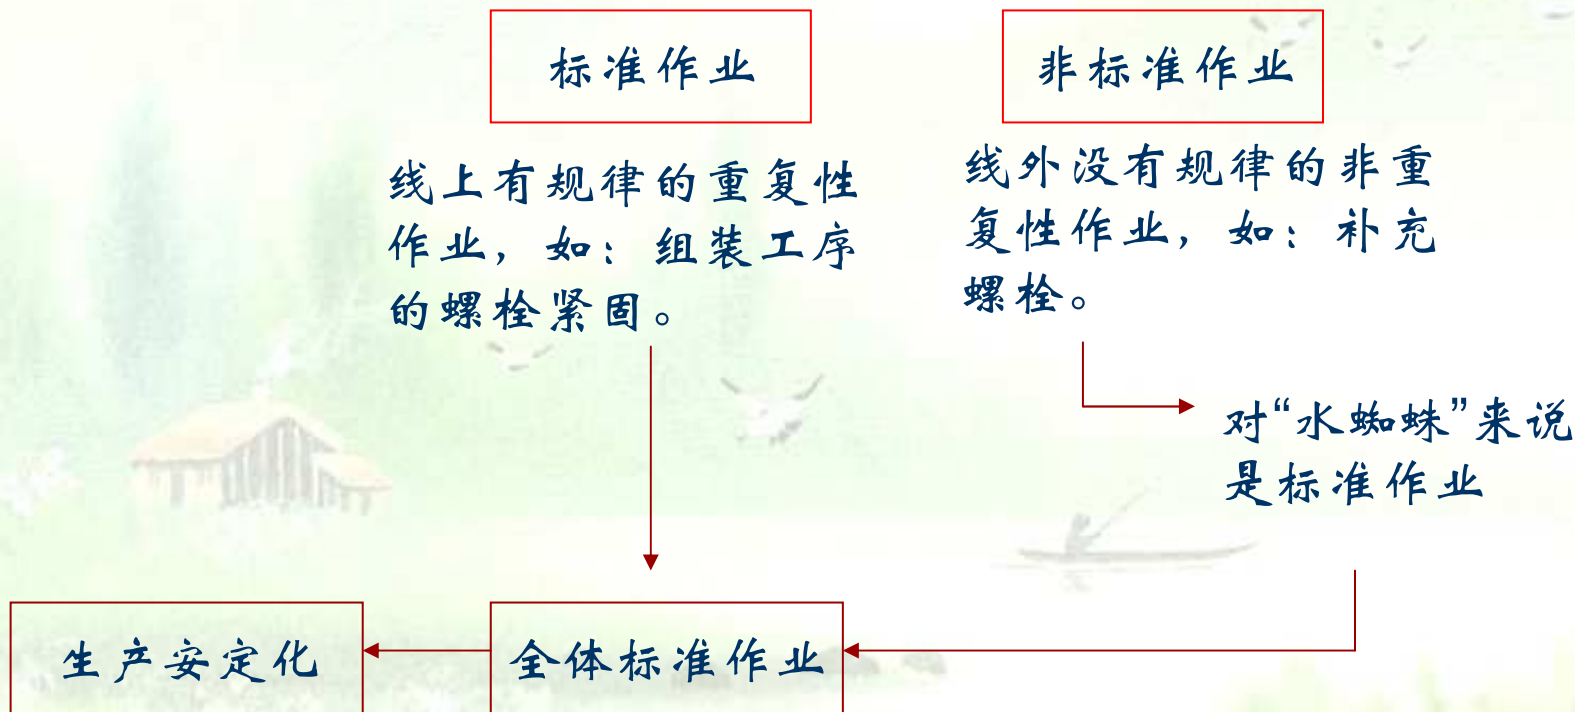 标准作业
非标准作业
线上有规律的重复性
作业，如：组装工序
的螺栓紧固。
线外没有规律的非重
复性作业，如：补充
螺栓。
对“水蜘蛛”来说
是标准作业
生产安定化
全体标准作业